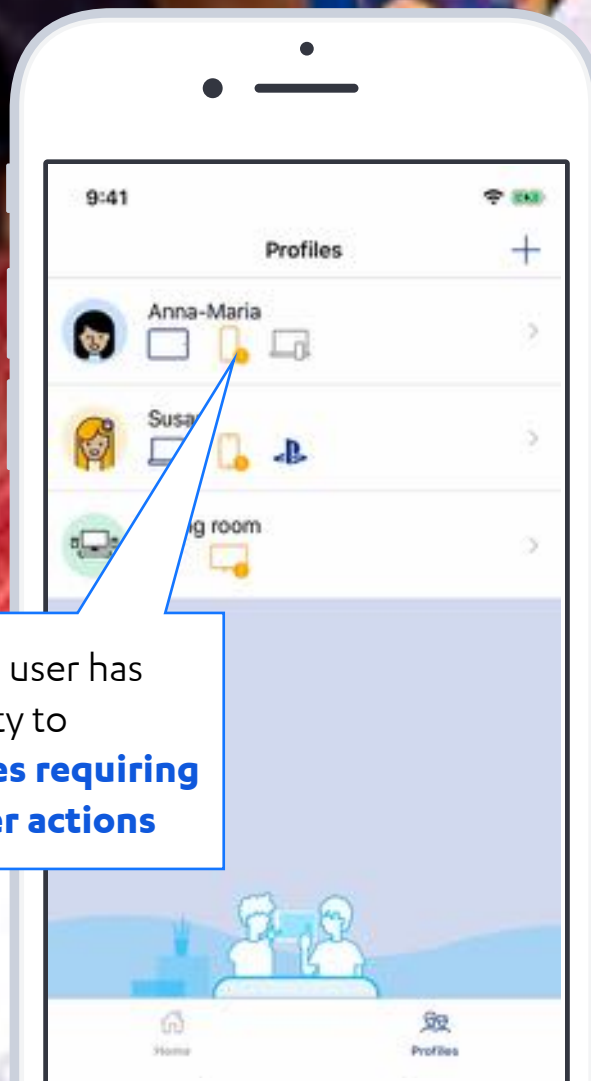 9:41
Profiles
Anna-Maria
Susa
g room
user has
ty to
es requiring
er actions
Home
Profiles